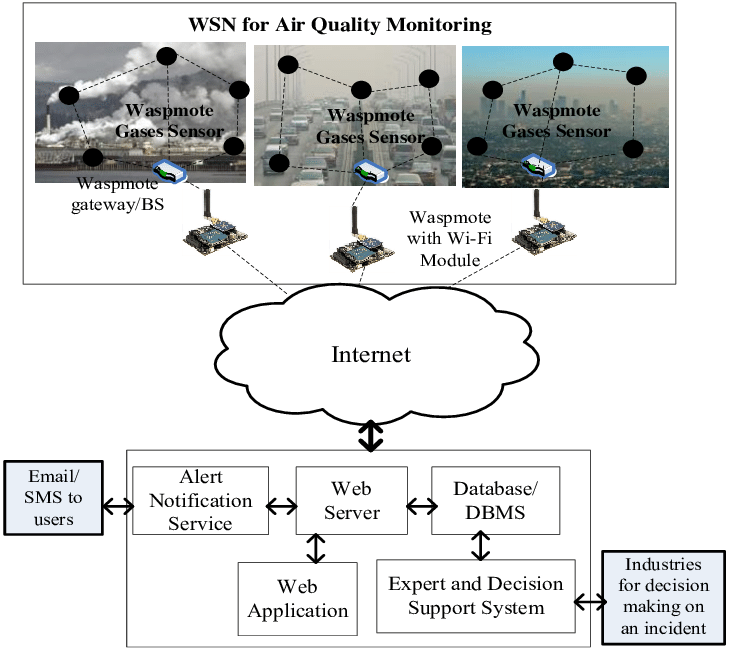 WSN for Air Quality Monitoring
Waspmote
Gases Sensor
Waspmote
Gases Sensor
Waspmote
Gases Sensor
Waspmote
gateway/BS
Waspmote
with Wi-Fi
Module
Internet
Email/
SMS to
users
Alert
Notification
Service
Web
Server
Database/
DBMS
Web
Application
Expert and Decision
Support System
Industries
for decision
making on
an incident